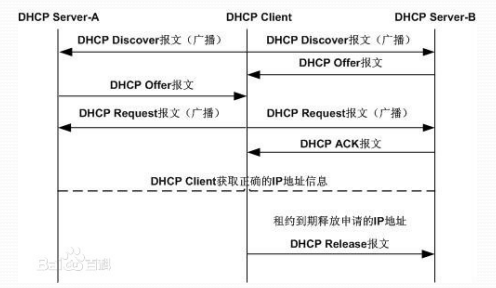 DHCP Server-A DHCP Client DHCP Server-B
DHCP Discover报文（广播） DHCP Discover报文（广播）
DHCP Offer报文
DHCP Offer报文
DHCP Request报文（广播） DHCP Request报文（广播）
DHCP ACK报文
DHCP Client获取正确的IP地址信息
租约到期释放申请的IP地址
DHCP Release报文
Bai百科